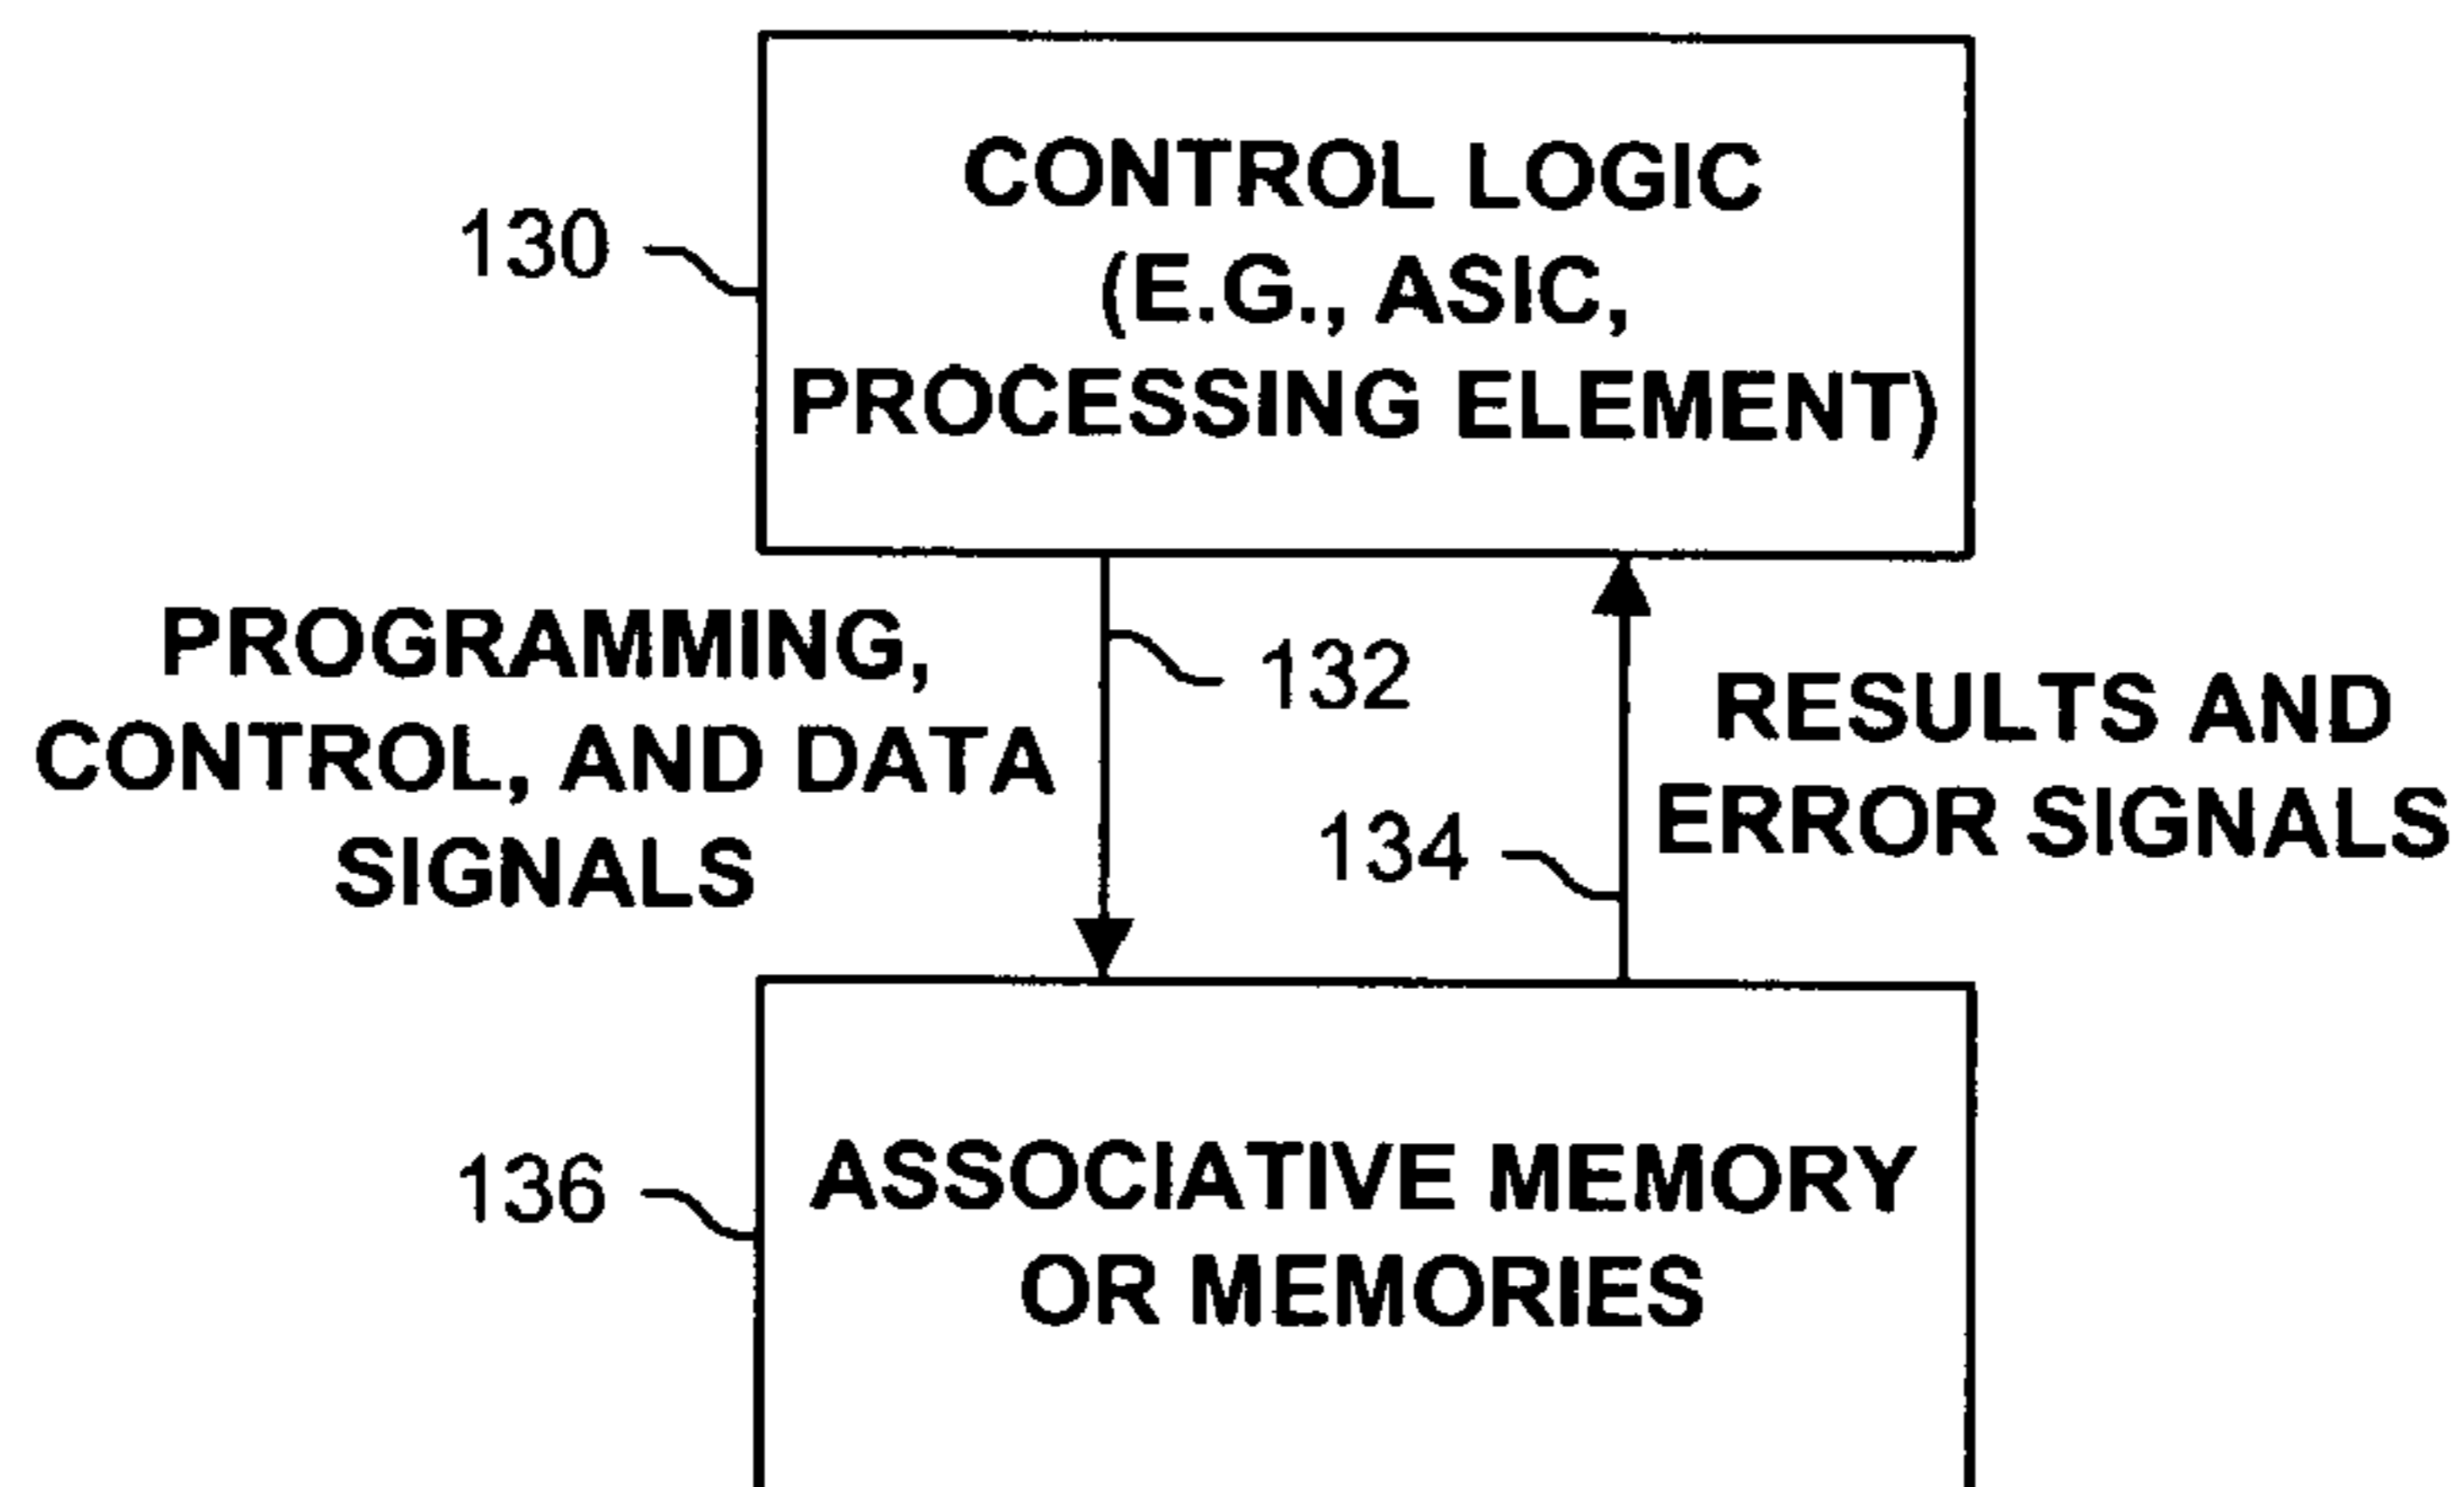 CONTROL LOGIC
(E.G., ASIC,
PROCESSING ELEMENT)
130
PROGRAMMING,
CONTROL, AND DATA
SIGNALS
132
134
RESULTS AND
ERROR SIGNALS
136
ASSOCIATIVE MEMORY
OR MEMORIES